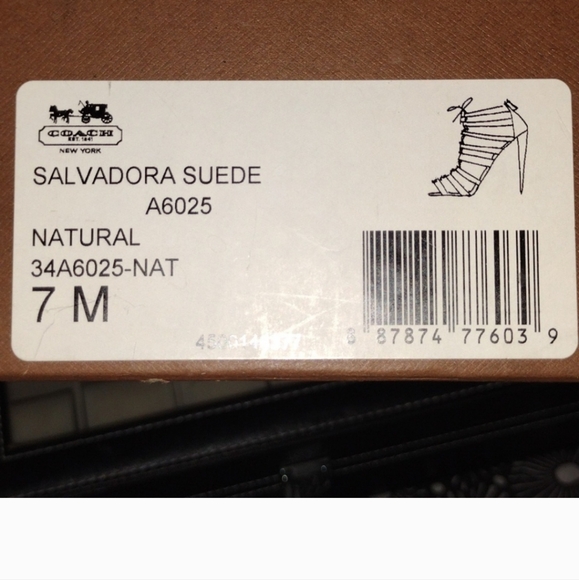 COACH
EST. 1941
NEW YORK
SALVADORA SUEDE
A6025
NATURAL
34A6025-NAT
7 M
8 87874 77603 9